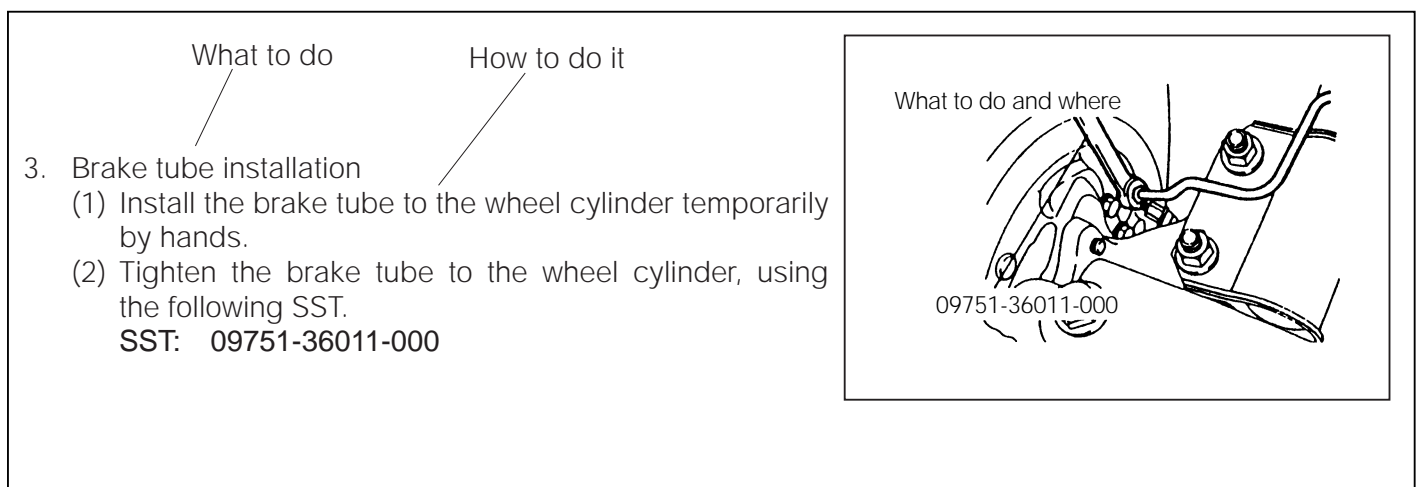 What to do
How to do it
3. Brake tube installation
(1) Install the brake tube to the wheel cylinder temporarily
by hands.
(2) Tighten the brake tube to the wheel cylinder, using
the following SST.
SST: 09751-36011-000
What to do and where
09751-36011-000